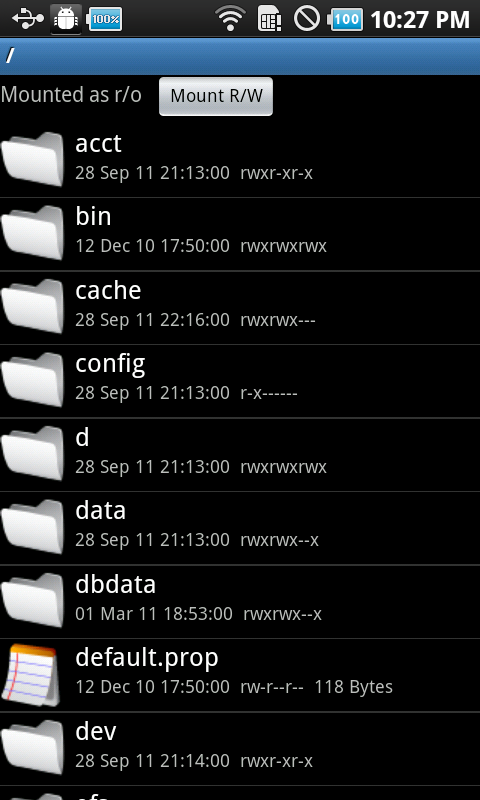 100% 100 10:27 PM
/
Mounted as r/o Mount R/W
acct
28 Sep 11 21:13:00 rwxr-xr-x
bin
12 Dec 10 17:50:00 rwxrwxrwx
cache
28 Sep 11 22:16:00 rwxrwx---
config
28 Sep 11 21:13:00 r-x------
d
28 Sep 11 21:13:00 rwxrwxrwx
data
28 Sep 11 21:13:00 rwxrwx--x
dbdata
01 Mar 11 18:53:00 rwxrwx--x
default.prop
12 Dec 10 17:50:00 rw-r--r-- 118 Bytes
dev
28 Sep 11 21:14:00 rwxr-xr-x